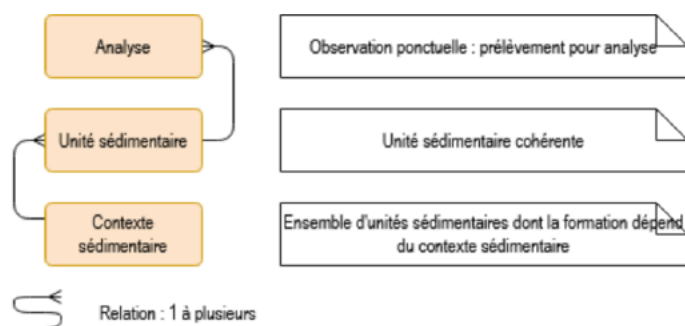 Analyse
Observation ponctuelle : prélèvement pour analyse
Unité sédimentaire
Unité sédimentaire cohérente
Contexte
sédimentaire
Ensemble d'unités sédimentaires dont la formation dépend
du contexte sédimentaire
Relation : 1 à plusieurs